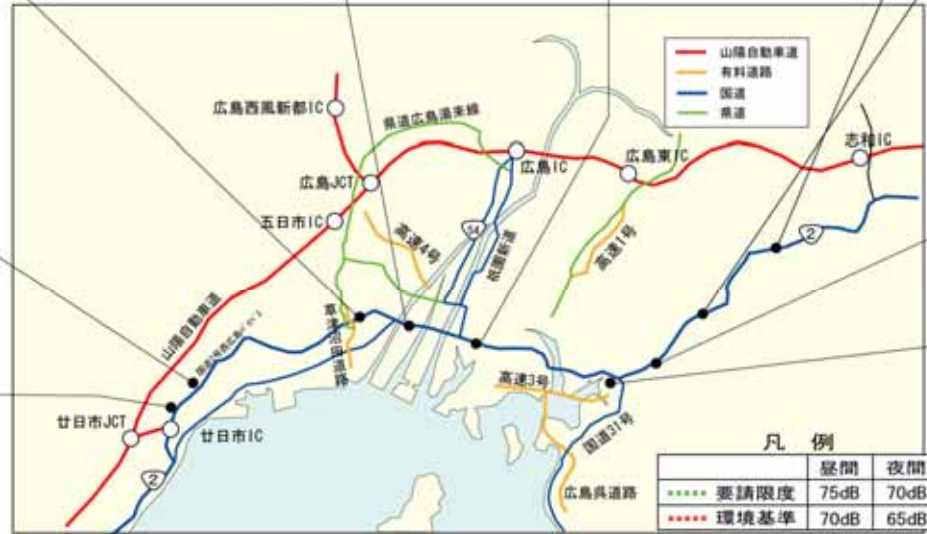 山陽自動車道
有料道路
国道
県道
広島西風新都IC
県道広島湯来線
広島JCT
広島IC
広島東IC
志和IC
五日市IC
高速4号
54
祇園新道
高速1号
2
山陽自動車道
草津沼田道路
高速3号
国道31号
廿日市JCT
廿日市IC
2
広島呉道路
凡 例
昼間 夜間
要請限度 75dB 70dB
環境基準 70dB 65dB